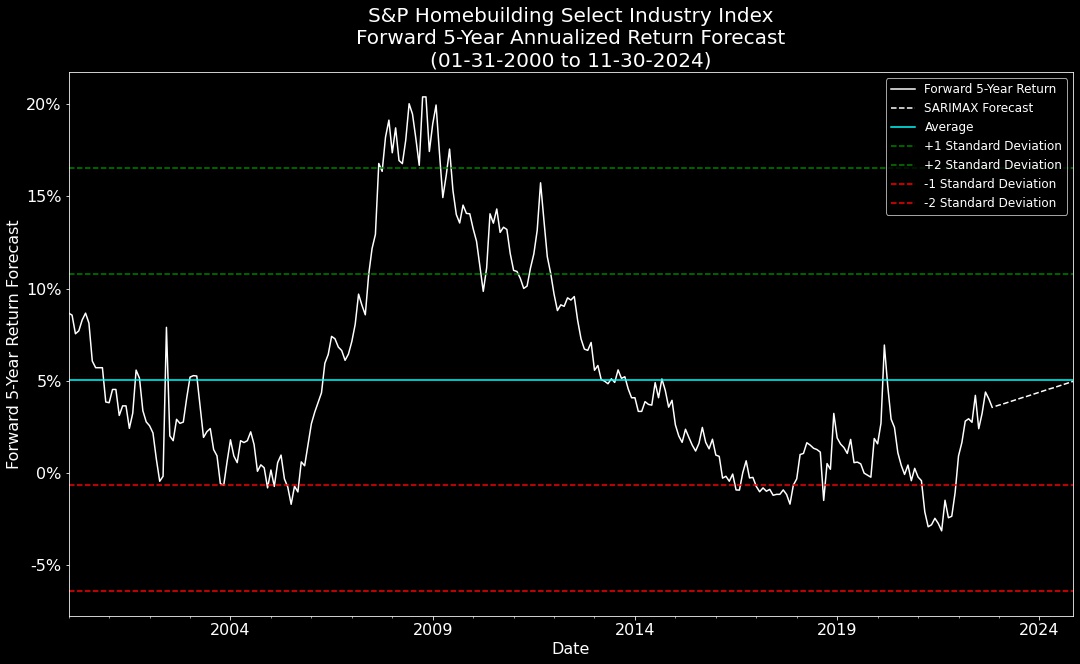 S&P Homebuilding Select Industry Index
Forward 5-Year Annualized Return Forecast
(01-31-2000 to 11-30-2024)
Forward 5-Year Return
SARIMAX Forecast
Average
+1 Standard Deviation
+2 Standard Deviation
-1 Standard Deviation
-2 Standard Deviation
Forward 5-Year Return Forecast
20%
15%
10%
5%
0%
-5%
2004
2009
2014
2019
2024
Date